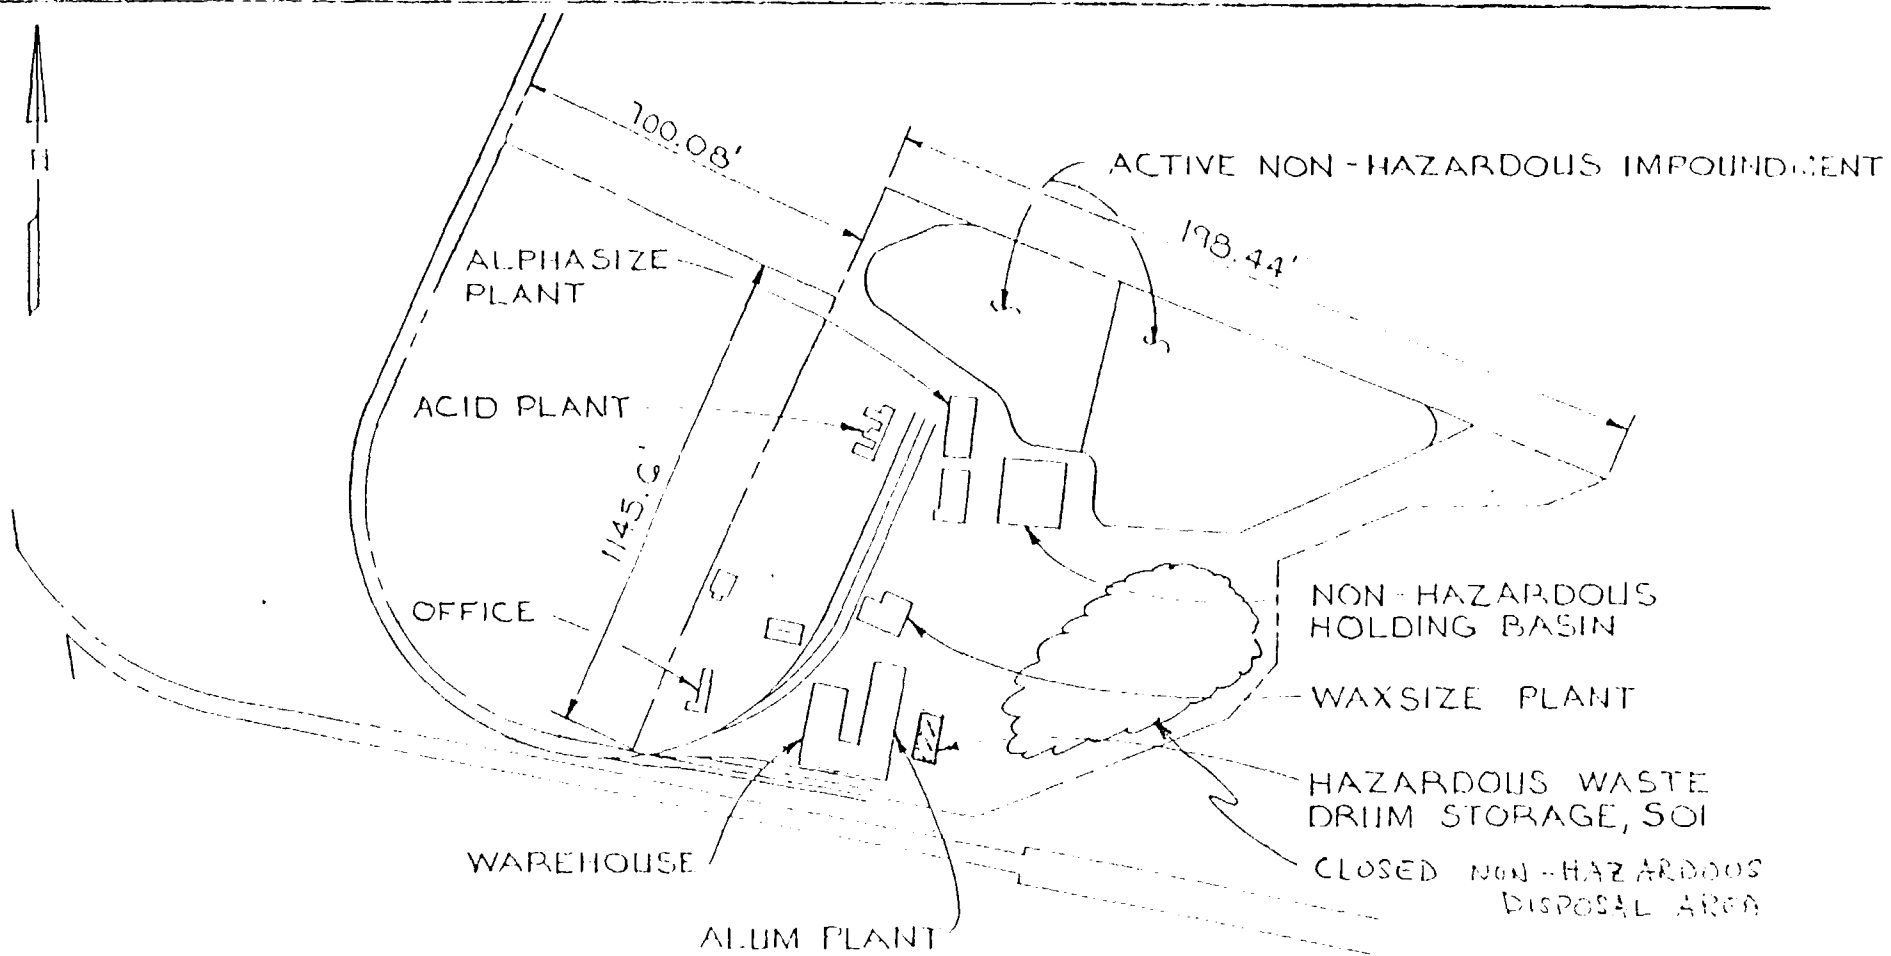 N
700.08'
ACTIVE NON-HAZARDOUS IMPOUNDMENT
198.44'
ALPHASIZE
PLANT
ACID PLANT
1145.6'
OFFICE
NON-HAZARDOUS
HOLDING BASIN
WAXSIZE PLANT
HAZARDOUS WASTE
DRUM STORAGE, S01
WAREHOUSE
CLOSED NON-HAZARDOUS
DISPOSAL AREA
ALUM PLANT